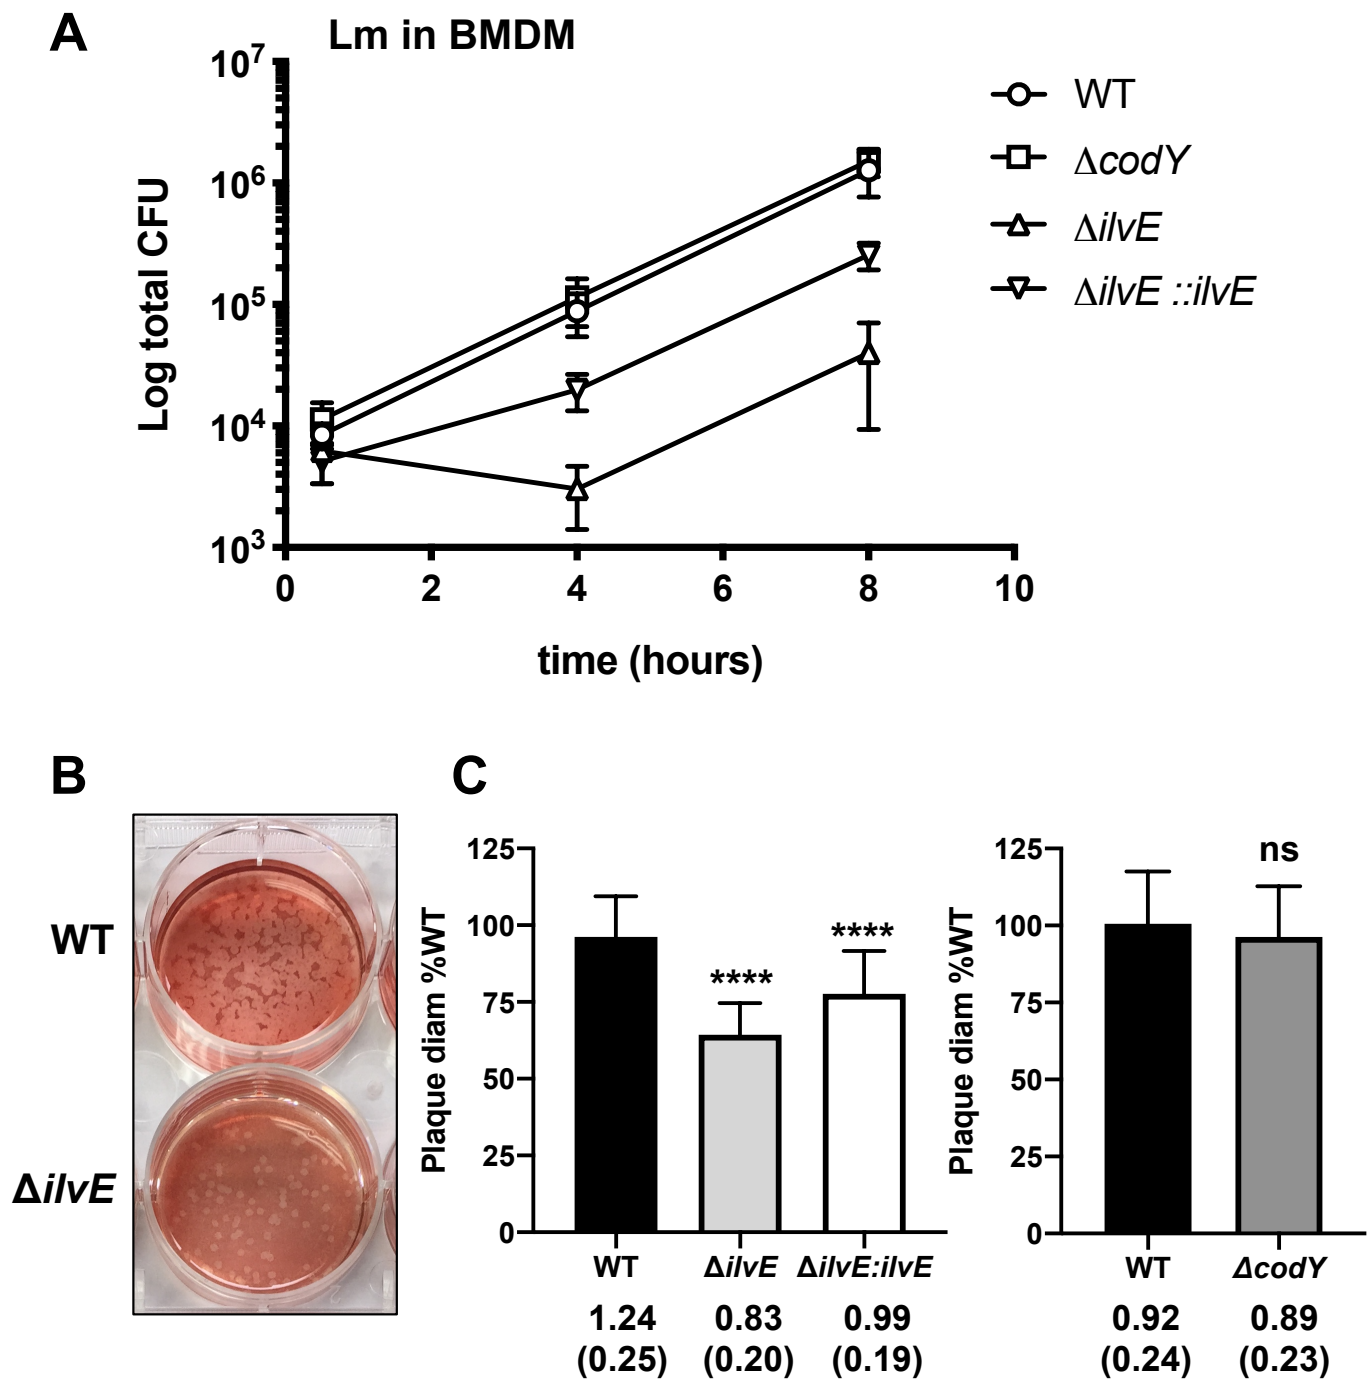 A
Lm in BMDM
10^7
10^6
10^5
10^4
10^3
Log total CFU
0 2 4 6 8 10
time (hours)
WT
ΔcodY
ΔilvE
ΔilvE ::ilvE
B
WT
ΔilvE
C
Plaque diam %WT
125
100
75
50
25
0
****
****
WT ΔilvE ΔilvE:ilvE
1.24 0.83 0.99
(0.25) (0.20) (0.19)
Plaque diam %WT
125
100
75
50
25
0
ns
WT ΔcodY
0.92 0.89
(0.24) (0.23)